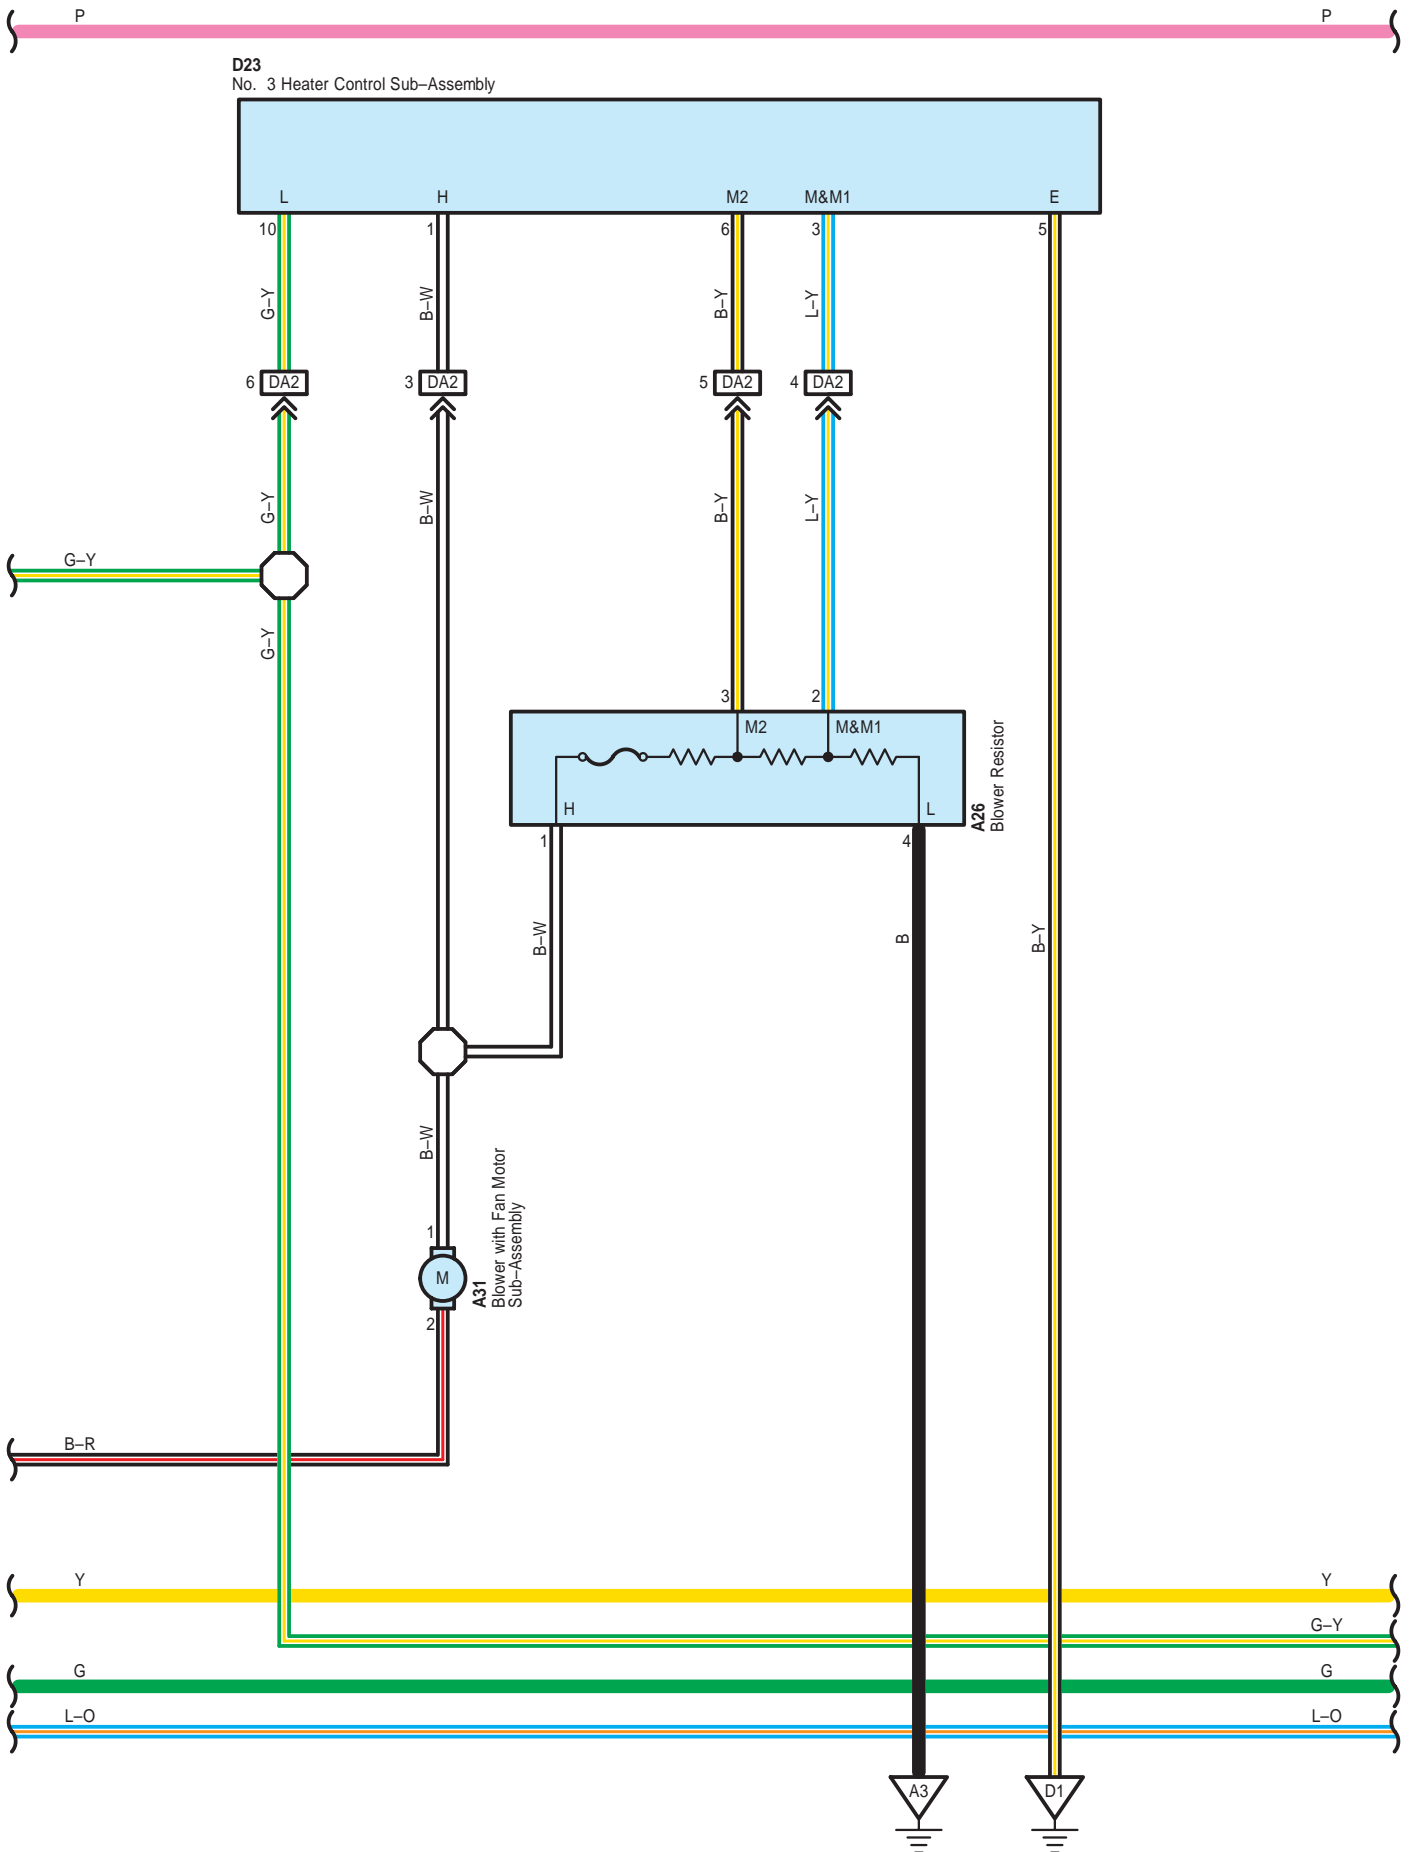 P P
D23
No. 3 Heater Control Sub–Assembly
L H M2 M&M1 E
10 1 6 3 5
G–Y B–W B–Y L–Y
6 DA2 3 DA2 5 DA2 4 DA2
G–Y B–W B–Y L–Y
G–Y
G–Y
3 2
M2 M&M1
H L
A26
Blower Resistor
1 4
B–W B B–Y
B–W
1
M
A31
Blower with Fan Motor
Sub–Assembly
2
B–R
Y Y
G–Y
G G
L–O L–O
A3 D1